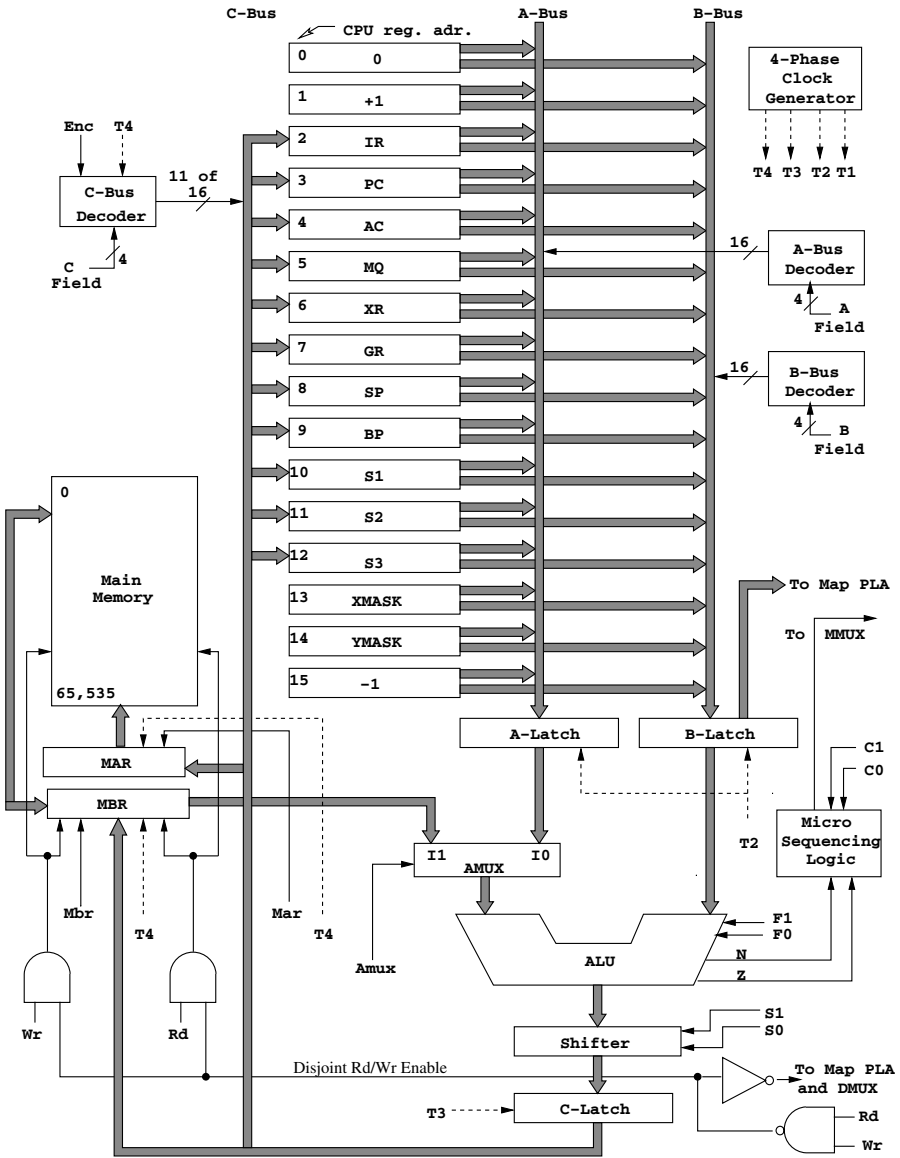 C-Bus
A-Bus
B-Bus
CPU reg. adr.
0 0
1 +1
2 IR
3 PC
4 AC
5 MQ
6 XR
7 GR
8 SP
9 BP
10 S1
11 S2
12 S3
13 XMASK
14 YMASK
15 -1
4-Phase
Clock
Generator
T4 T3 T2 T1
Enc T4
C-Bus
Decoder
11 of
16
4
C
Field
16
A-Bus
Decoder
4
A
Field
16
B-Bus
Decoder
4
B
Field
0
Main
Memory
65,535
To Map PLA
To MMUX
A-Latch
B-Latch
MAR
MBR
C1
C0
Micro
Sequencing
Logic
T2
I1 I0
AMUX
Mbr
T4
Mar
T4
Amux
F1
F0
ALU
N
Z
Wr
Rd
S1
S0
Shifter
Disjoint Rd/Wr Enable
To Map PLA
and DMUX
T3
C-Latch
Rd
Wr